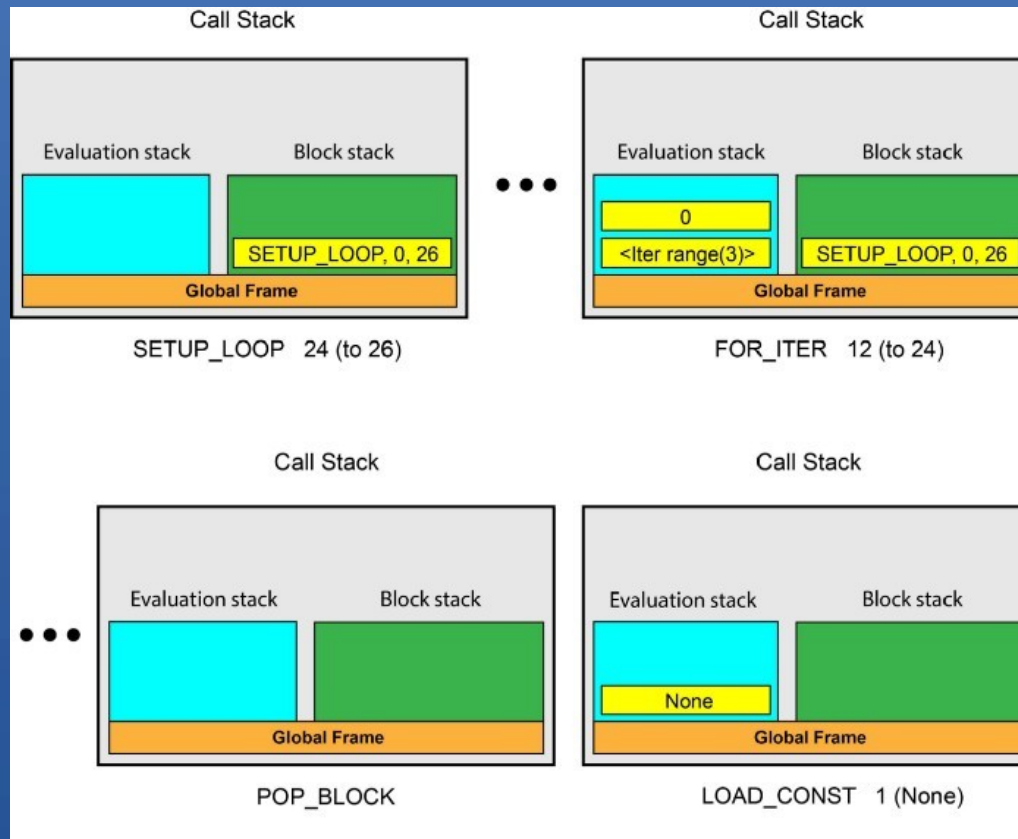 Call Stack
Evaluation stack
Block stack
SETUP_LOOP, 0, 26
Global Frame
SETUP_LOOP 24 (to 26)
Call Stack
Evaluation stack
Block stack
0
<Iter range(3)>
SETUP_LOOP, 0, 26
Global Frame
FOR_ITER 12 (to 24)
Call Stack
Evaluation stack
Block stack
Global Frame
POP_BLOCK
Call Stack
Evaluation stack
Block stack
None
Global Frame
LOAD_CONST 1 (None)